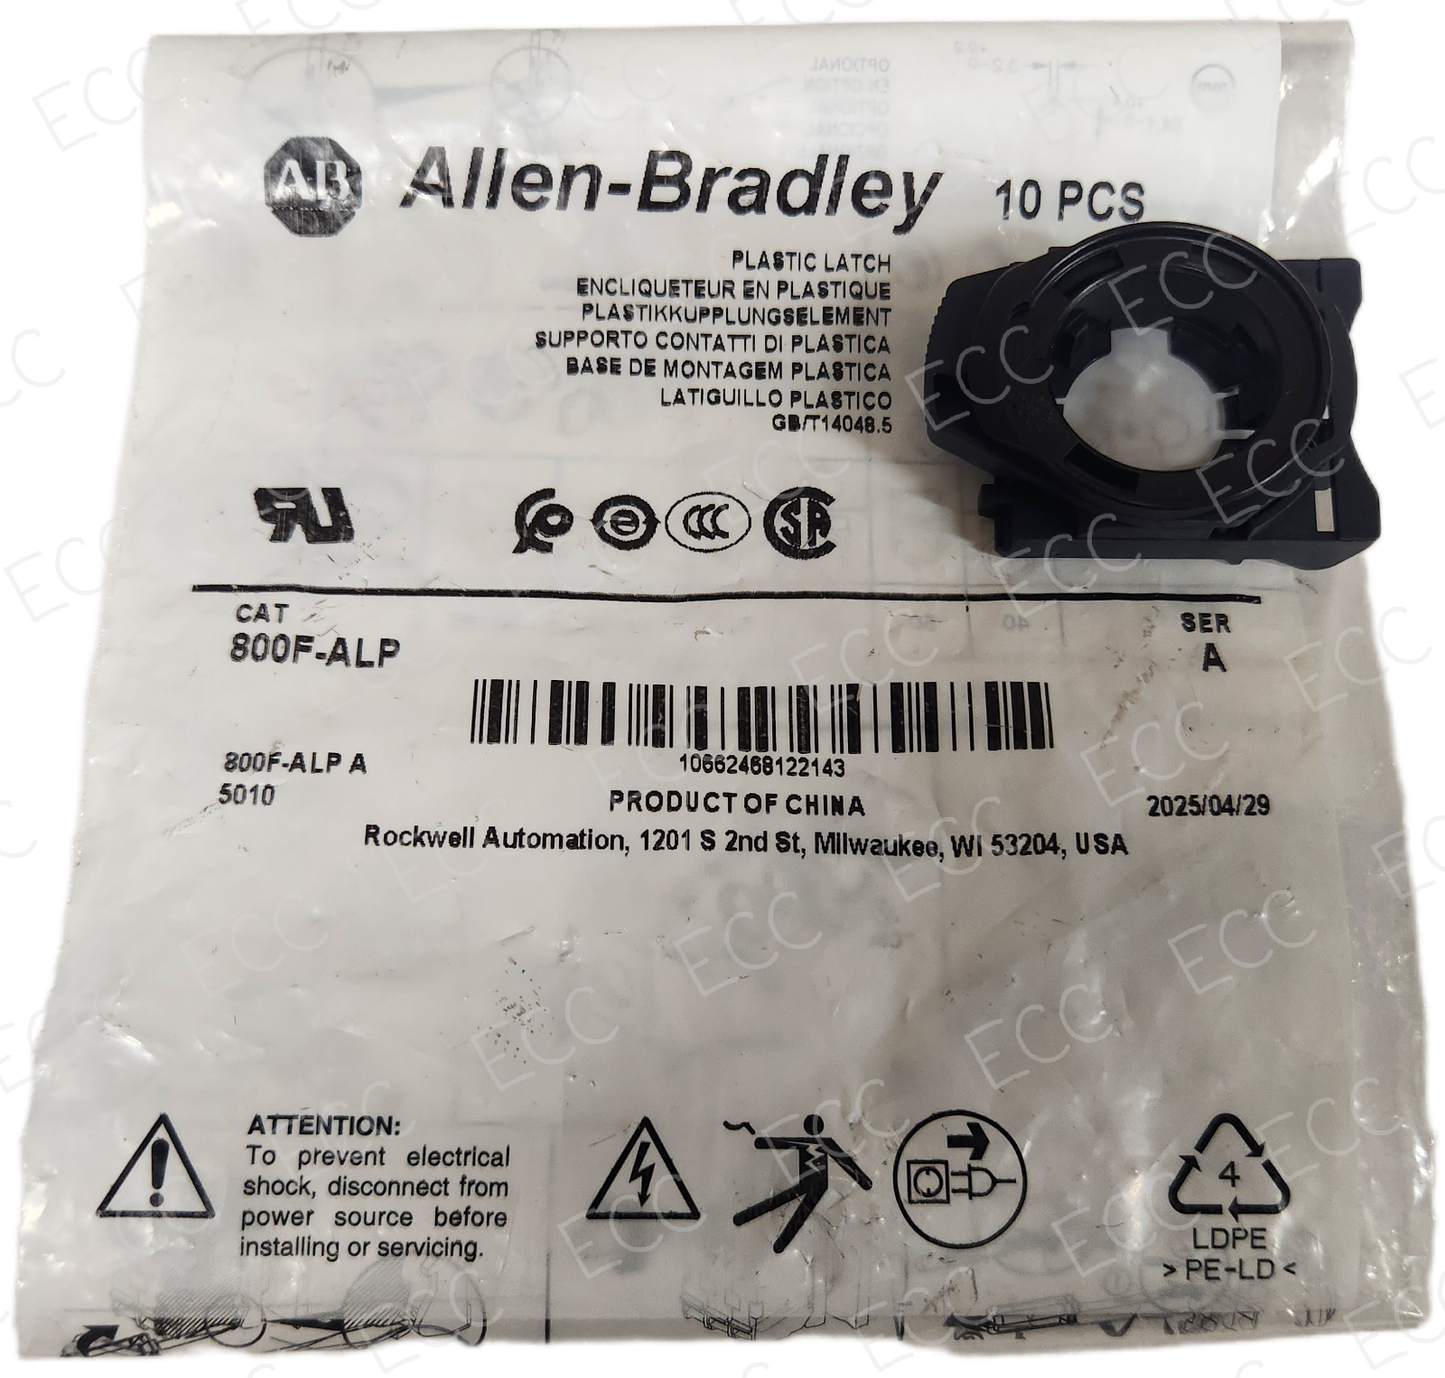 AB Allen-Bradley 10 PCS
PLASTIC LATCH
ENCLIQUETEUR EN PLASTIQUE
PLASTIKKUPPLUNGSELEMENT
SUPPORTO CONTATTI DI PLASTICA
BASE DE MONTAGEM PLASTICA
LATIGUILLO PLASTICO
GB/T14048.5
CAT
SER
800F-ALP
A
10662468122143
800F-ALP A
5010
PRODUCT OF CHINA
2025/04/29
Rockwell Automation, 1201 S 2nd St, Milwaukee, WI 53204, USA
ATTENTION:
To prevent electrical
shock, disconnect from
power source before
installing or servicing.
4
LDPE
> PE-LD <
ECC